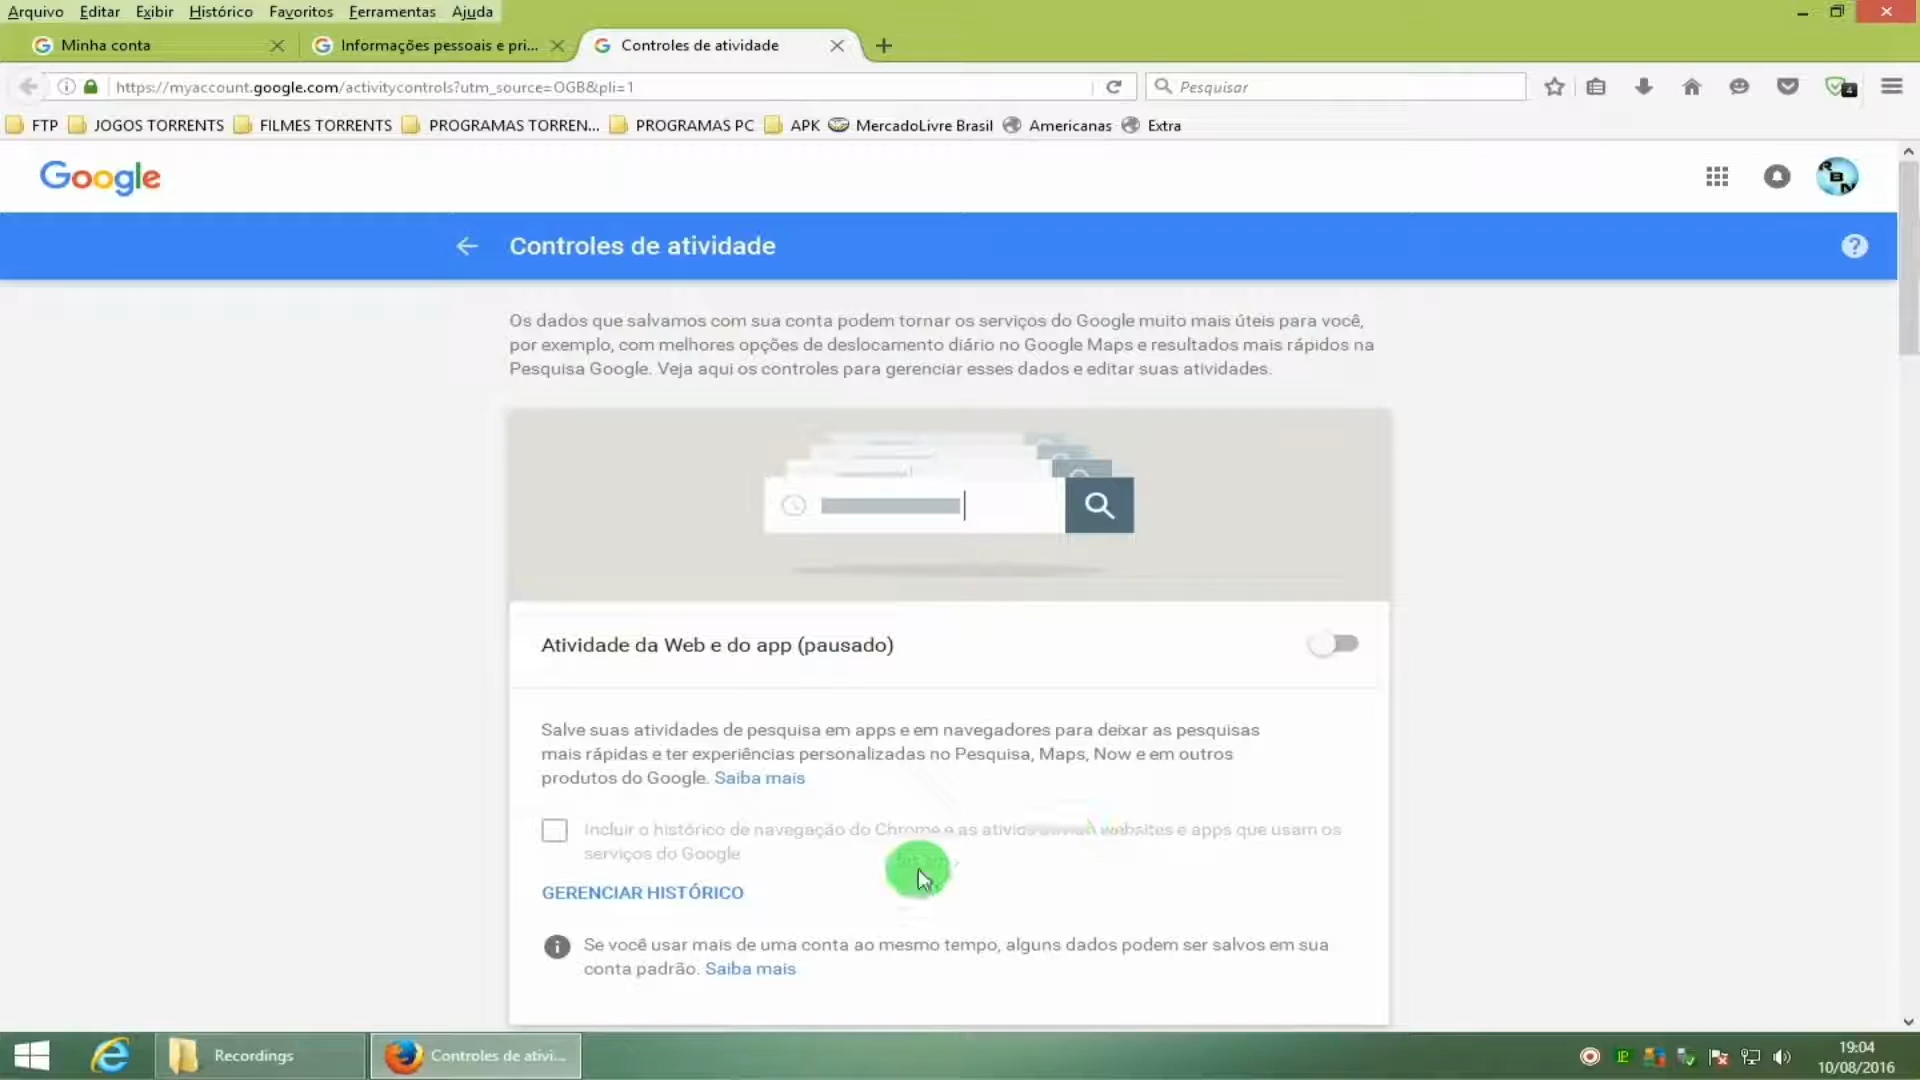 Arquivo Editar Exibir Histórico Favoritos Ferramentas Ajuda
Minha conta
Informações pessoais e pri...
Controles de atividade
https://myaccount.google.com/activitycontrols?utm_source=OGB&pli=1
Pesquisar
4
FTP JOGOS TORRENTS FILMES TORRENTS PROGRAMAS TORREN... PROGRAMAS PC APK MercadoLivre Brasil Americanas Extra
Google
RBN
Controles de atividade
Os dados que salvamos com sua conta podem tornar os serviços do Google muito mais úteis para você,
por exemplo, com melhores opções de deslocamento diário no Google Maps e resultados mais rápidos na
Pesquisa Google. Veja aqui os controles para gerenciar esses dados e editar suas atividades.
Atividade da Web e do app (pausado)
Salve suas atividades de pesquisa em apps e em navegadores para deixar as pesquisas
mais rápidas e ter experiências personalizadas no Pesquisa, Maps, Now e em outros
produtos do Google. Saiba mais
Incluir o histórico de navegação do Chrome e as websites e apps que usam os
serviços do Google
GERENCIAR HISTÓRICO
Se você usar mais de uma conta ao mesmo tempo, alguns dados podem ser salvos em sua
conta padrão. Saiba mais
Recordings
Controles de ativi...
IP
19:04
10/08/2016